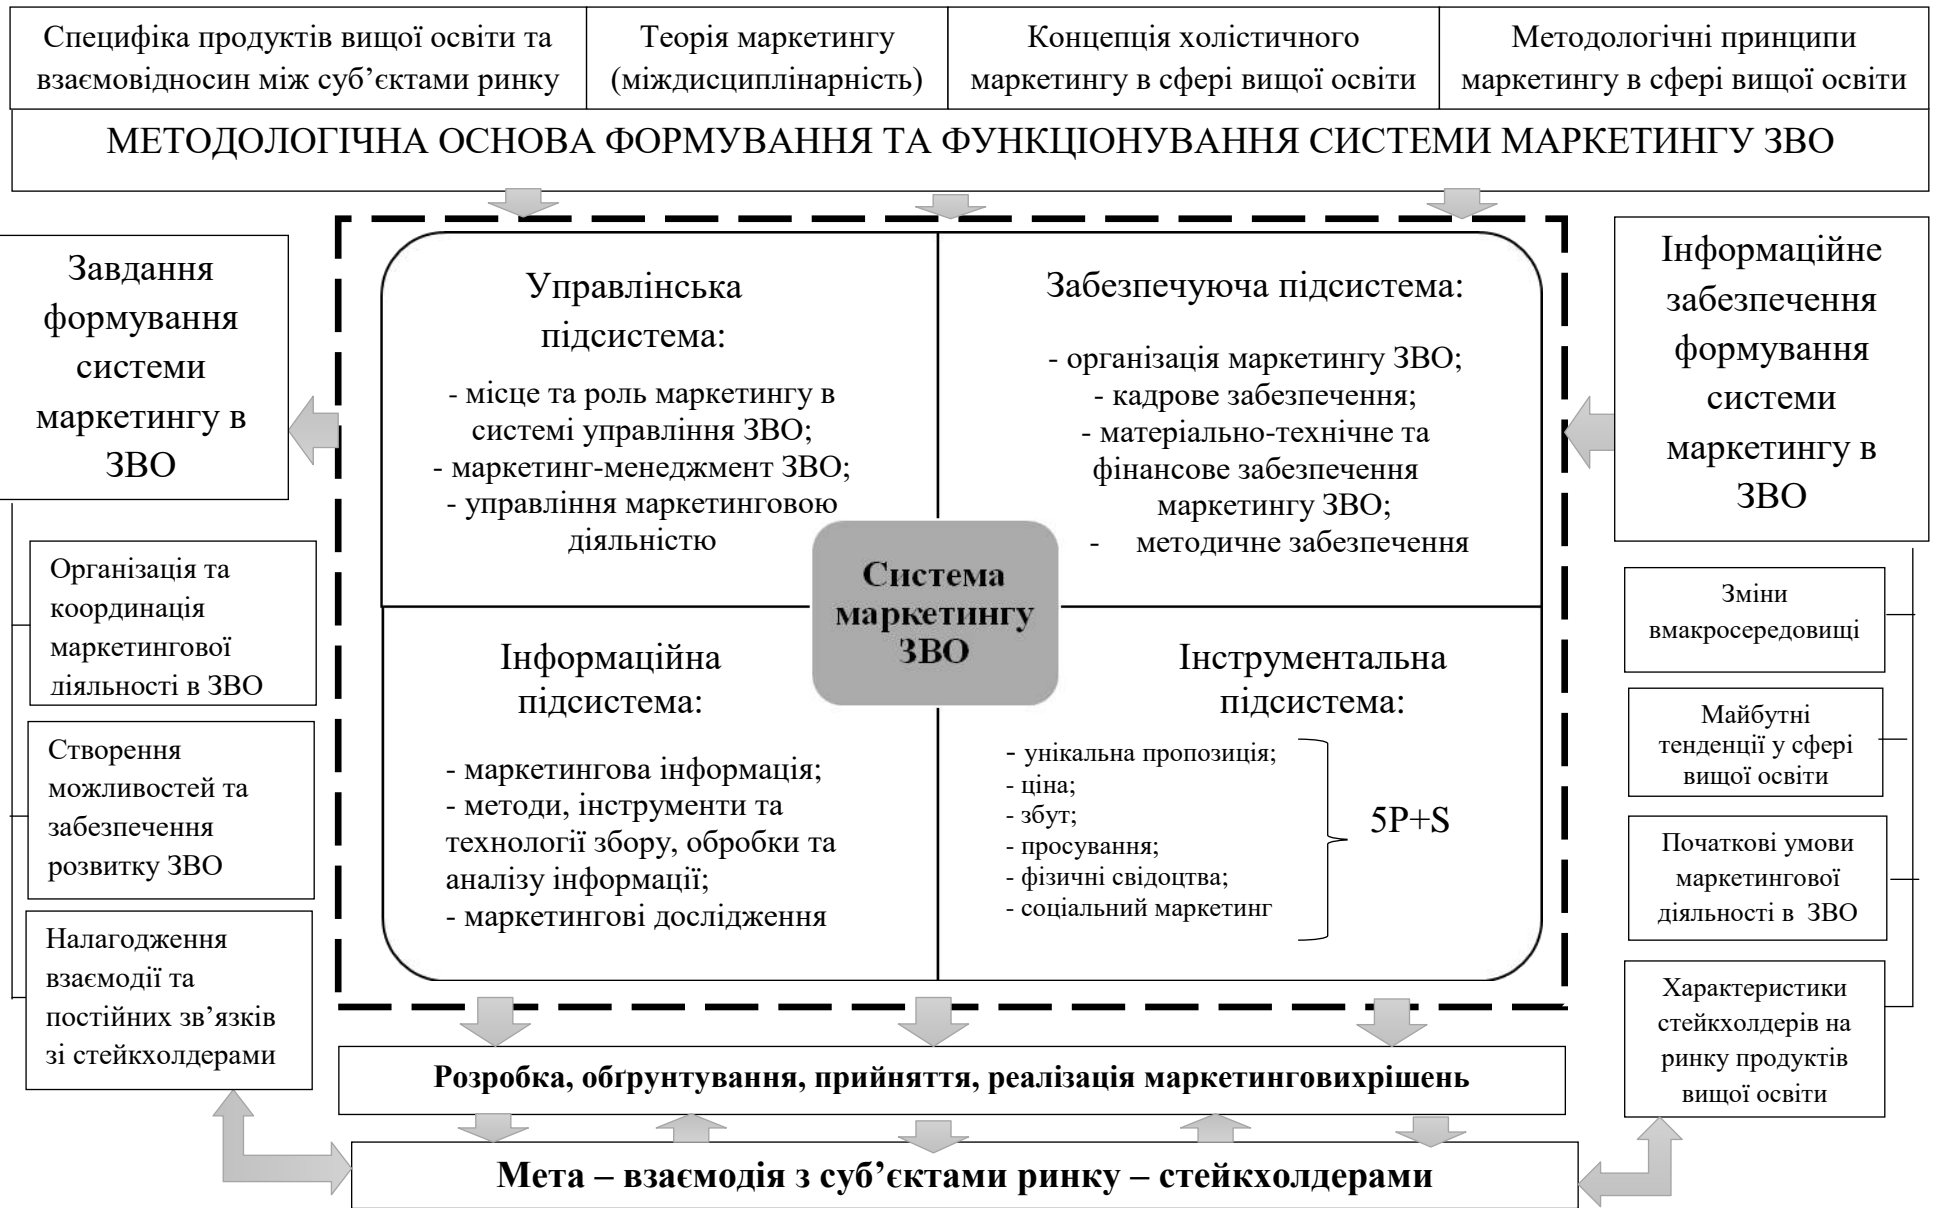 Специфіка продуктів вищої освіти та
взаємовідносин між суб’єктами ринку
Теорія маркетингу
(міждисциплінарність)
Концепція холістичного
маркетингу в сфері вищої освіти
Методологічні принципи
маркетингу в сфері вищої освіти
МЕТОДОЛОГІЧНА ОСНОВА ФОРМУВАННЯ ТА ФУНКЦІОНУВАННЯ СИСТЕМИ МАРКЕТИНГУ ЗВО
Завдання
формування
системи
маркетингу в
ЗВО
Організація та
координація
маркетингової
діяльності в ЗВО
Створення
можливостей та
забезпечення
розвитку ЗВО
Налагодження
взаємодії та
постійних зв’язків
зі стейкхолдерами
Управлінська
підсистема:
- місце та роль маркетингу в
системі управління ЗВО;
- маркетинг-менеджмент ЗВО;
- управління маркетинговою
діяльністю
Забезпечуюча підсистема:
- організація маркетингу ЗВО;
- кадрове забезпечення;
- матеріально-технічне та
фінансове забезпечення
маркетингу ЗВО;
- методичне забезпечення
Система
маркетингу
ЗВО
Інформаційна
підсистема:
- маркетингова інформація;
- методи, інструменти та
технології збору, обробки та
аналізу інформації;
- маркетингові дослідження
Інструментальна
підсистема:
- унікальна пропозиція;
- ціна;
- збут;
- просування;
- фізичні свідоцтва;
- соціальний маркетинг
5P+S
Інформаційне
забезпечення
формування
системи
маркетингу в
ЗВО
Зміни
вмакросередовищі
Майбутні
тенденції у сфері
вищої освіти
Початкові умови
маркетингової
діяльності в ЗВО
Характеристики
стейкхолдерів на
ринку продуктів
вищої освіти
Розробка, обґрунтування, прийняття, реалізація маркетинговихрішень
Мета – взаємодія з суб’єктами ринку – стейкхолдерами